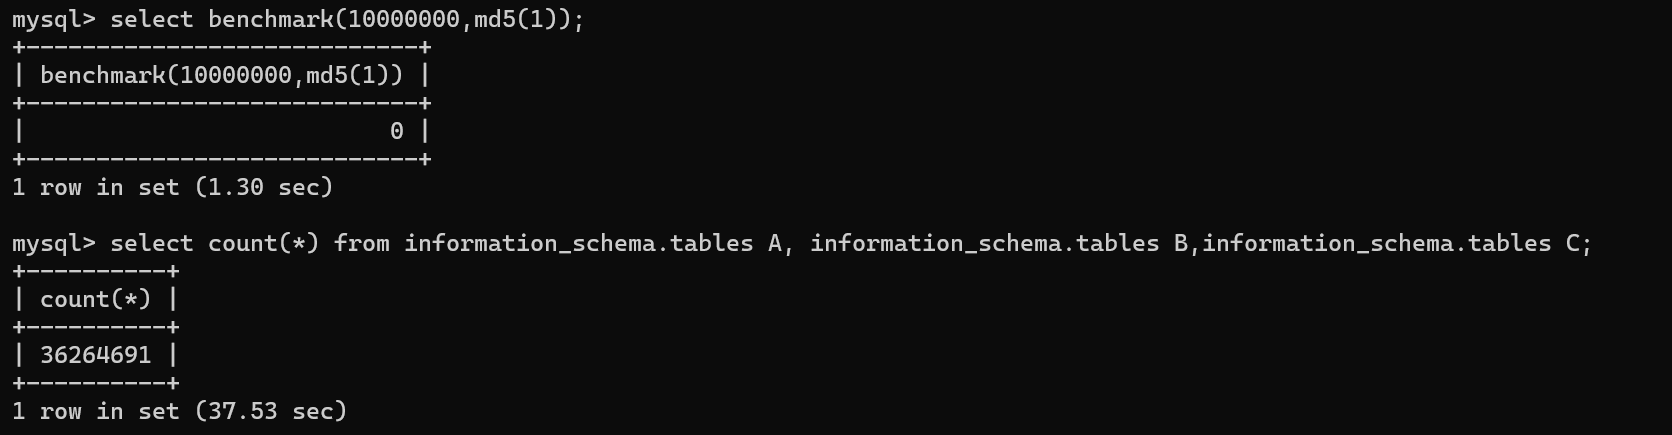 mysql> select benchmark(10000000,md5(1));
+----------------------------+
| benchmark(10000000,md5(1)) |
+----------------------------+
|                          0 |
+----------------------------+
1 row in set (1.30 sec)

mysql> select count(*) from information_schema.tables A, information_schema.tables B,information_schema.tables C;
+----------+
| count(*) |
+----------+
| 36264691 |
+----------+
1 row in set (37.53 sec)